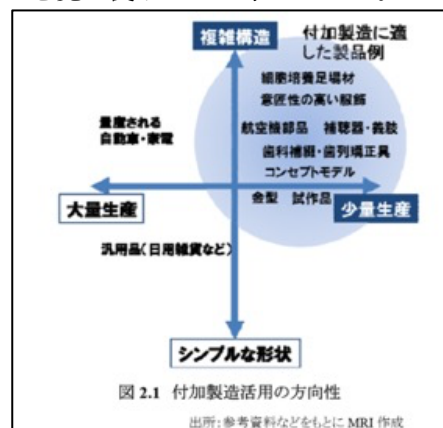 複雑構造
付加製造に適
した製品例
細胞培養足場材
意匠性の高い服飾
量産される
自動車・家電
航空機部品 補聴器・義肢
歯科補綴・歯列矯正具
コンセプトモデル
大量生産
金型 試作品
少量生産
汎用品(日用雑貨など)
シンプルな形状
図 2.1 付加製造活用の方向性
出所:参考資料などをもとに MRI 作成